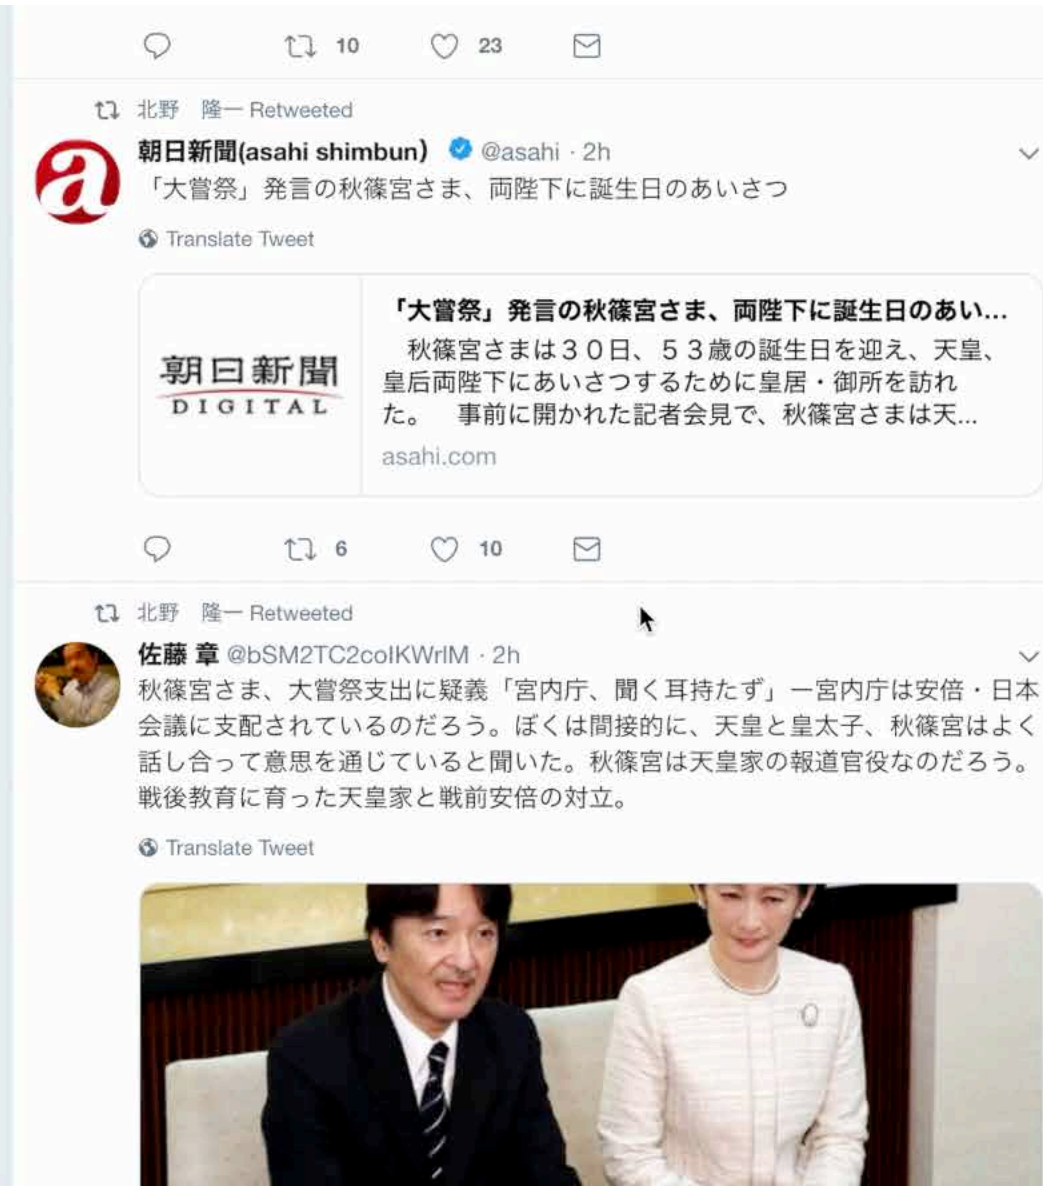 10 23
北野 隆一 Retweeted
朝日新聞(asahi shimbun） @asahi · 2h
「大嘗祭」発言の秋篠宮さま、両陛下に誕生日のあいさつ
Translate Tweet
朝日新聞
DIGITAL
「大嘗祭」発言の秋篠宮さま、両陛下に誕生日のあい...
秋篠宮さまは３０日、５３歳の誕生日を迎え、天皇、
皇后両陛下にあいさつするために皇居・御所を訪れ
た。 事前に開かれた記者会見で、秋篠宮さまは天...
asahi.com
6 10
北野 隆一 Retweeted
佐藤 章 @bSM2TC2coIKWrlM · 2h
秋篠宮さま、大嘗祭支出に疑義「宮内庁、聞く耳持たず」ー宮内庁は安倍・日本
会議に支配されているのだろう。ぼくは間接的に、天皇と皇太子、秋篠宮はよく
話し合って意思を通じていると聞いた。秋篠宮は天皇家の報道官役なのだろう。
戦後教育に育った天皇家と戦前安倍の対立。
Translate Tweet